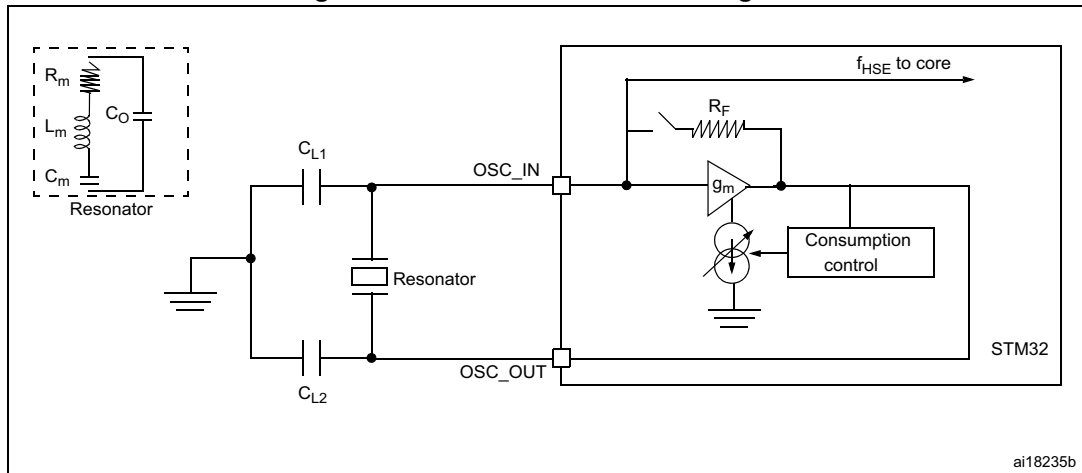 R_m
L_m
C_O
C_m
Resonator
C_L1
C_L2
Resonator
OSC_IN
OSC_OUT
f_HSE to core
R_F
g_m
Consumption
control
STM32
ai18235b